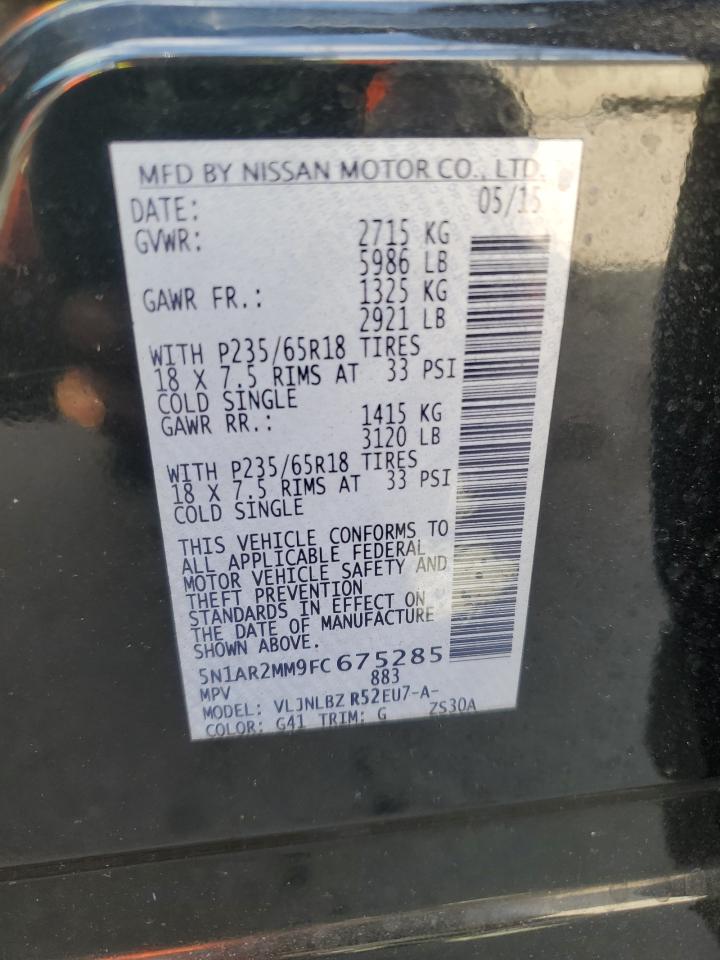 MFD BY NISSAN MOTOR CO., LTD.
DATE: 05/15
GVWR: 2715 KG
5986 LB
GAWR FR.: 1325 KG
2921 LB
WITH P235/65R18 TIRES
18 X 7.5 RIMS AT 33 PSI
COLD SINGLE
GAWR RR.: 1415 KG
3120 LB
WITH P235/65R18 TIRES
18 X 7.5 RIMS AT 33 PSI
COLD SINGLE
THIS VEHICLE CONFORMS TO
ALL APPLICABLE FEDERAL
MOTOR VEHICLE SAFETY AND
THEFT PREVENTION
STANDARDS IN EFFECT ON
THE DATE OF MANUFACTURE
SHOWN ABOVE.
5N1AR2MM9FC675285
MPV 883
MODEL: VLJNLBZ R52EU7-A-
COLOR: G41 TRIM: G ZS30A